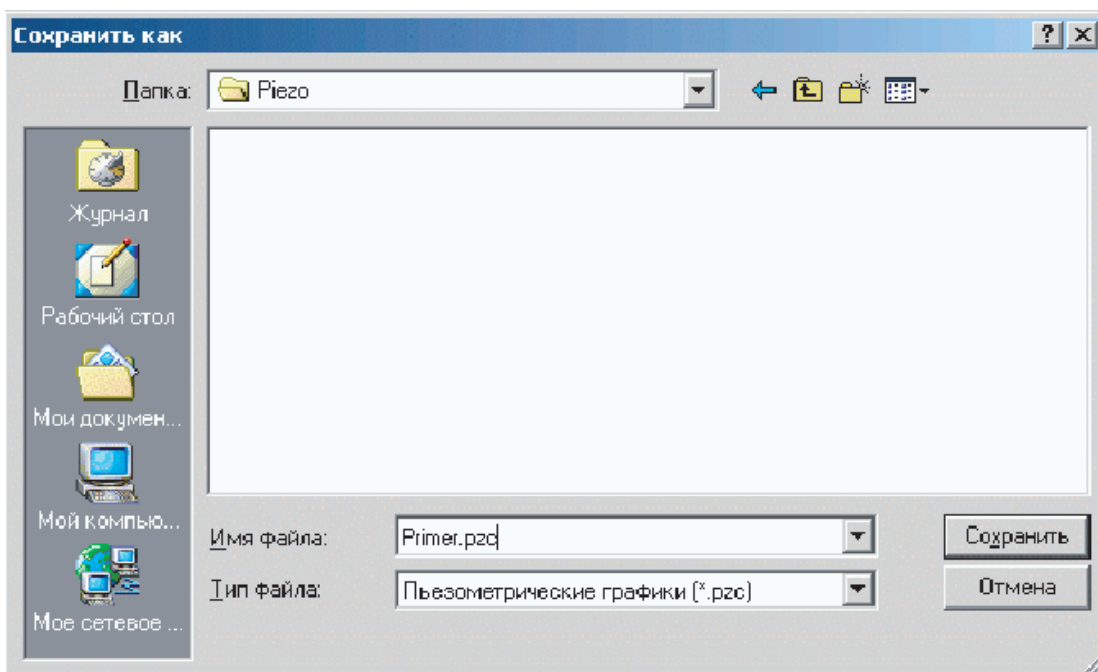 Сохранить как
Папка: Piezo
Журнал
Рабочий стол
Мои докумен...
Мой компью...
Мое сетевое ...
Имя файла: Primer.pzc
Сохранить
Тип файла: Пьезометрические графики (*.pzc)
Отмена